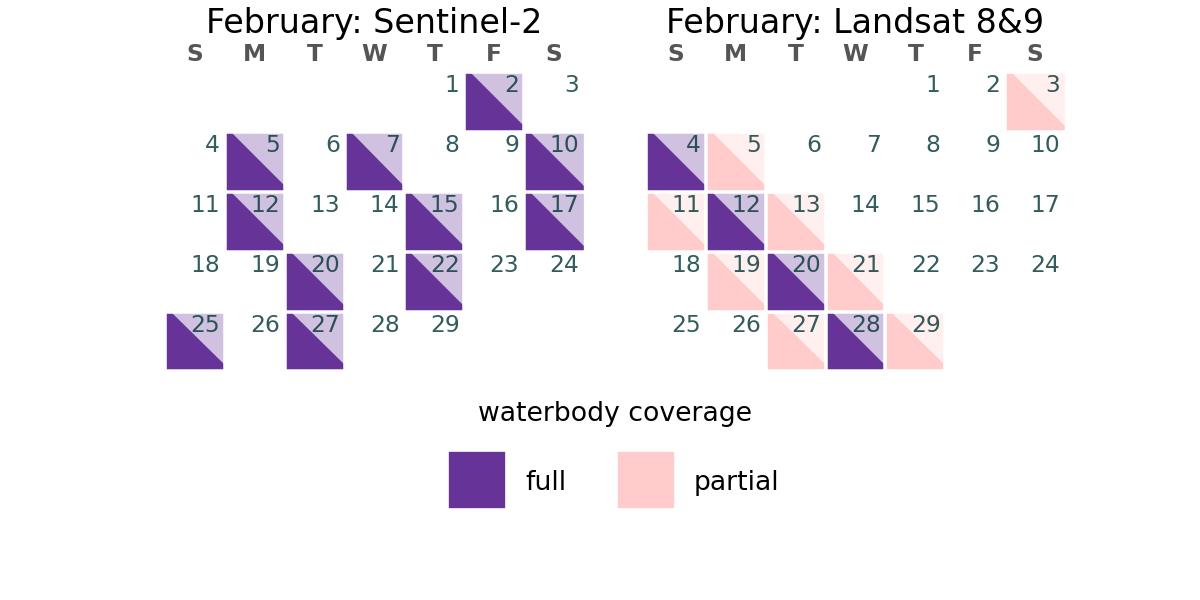 February: Sentinel-2
S M T W T F S
1 2 3
4 5 6 7 8 9 10
11 12 13 14 15 16 17
18 19 20 21 22 23 24
25 26 27 28 29
February: Landsat 8&9
S M T W T F S
1 2 3
4 5 6 7 8 9 10
11 12 13 14 15 16 17
18 19 20 21 22 23 24
25 26 27 28 29
waterbody coverage
full partial